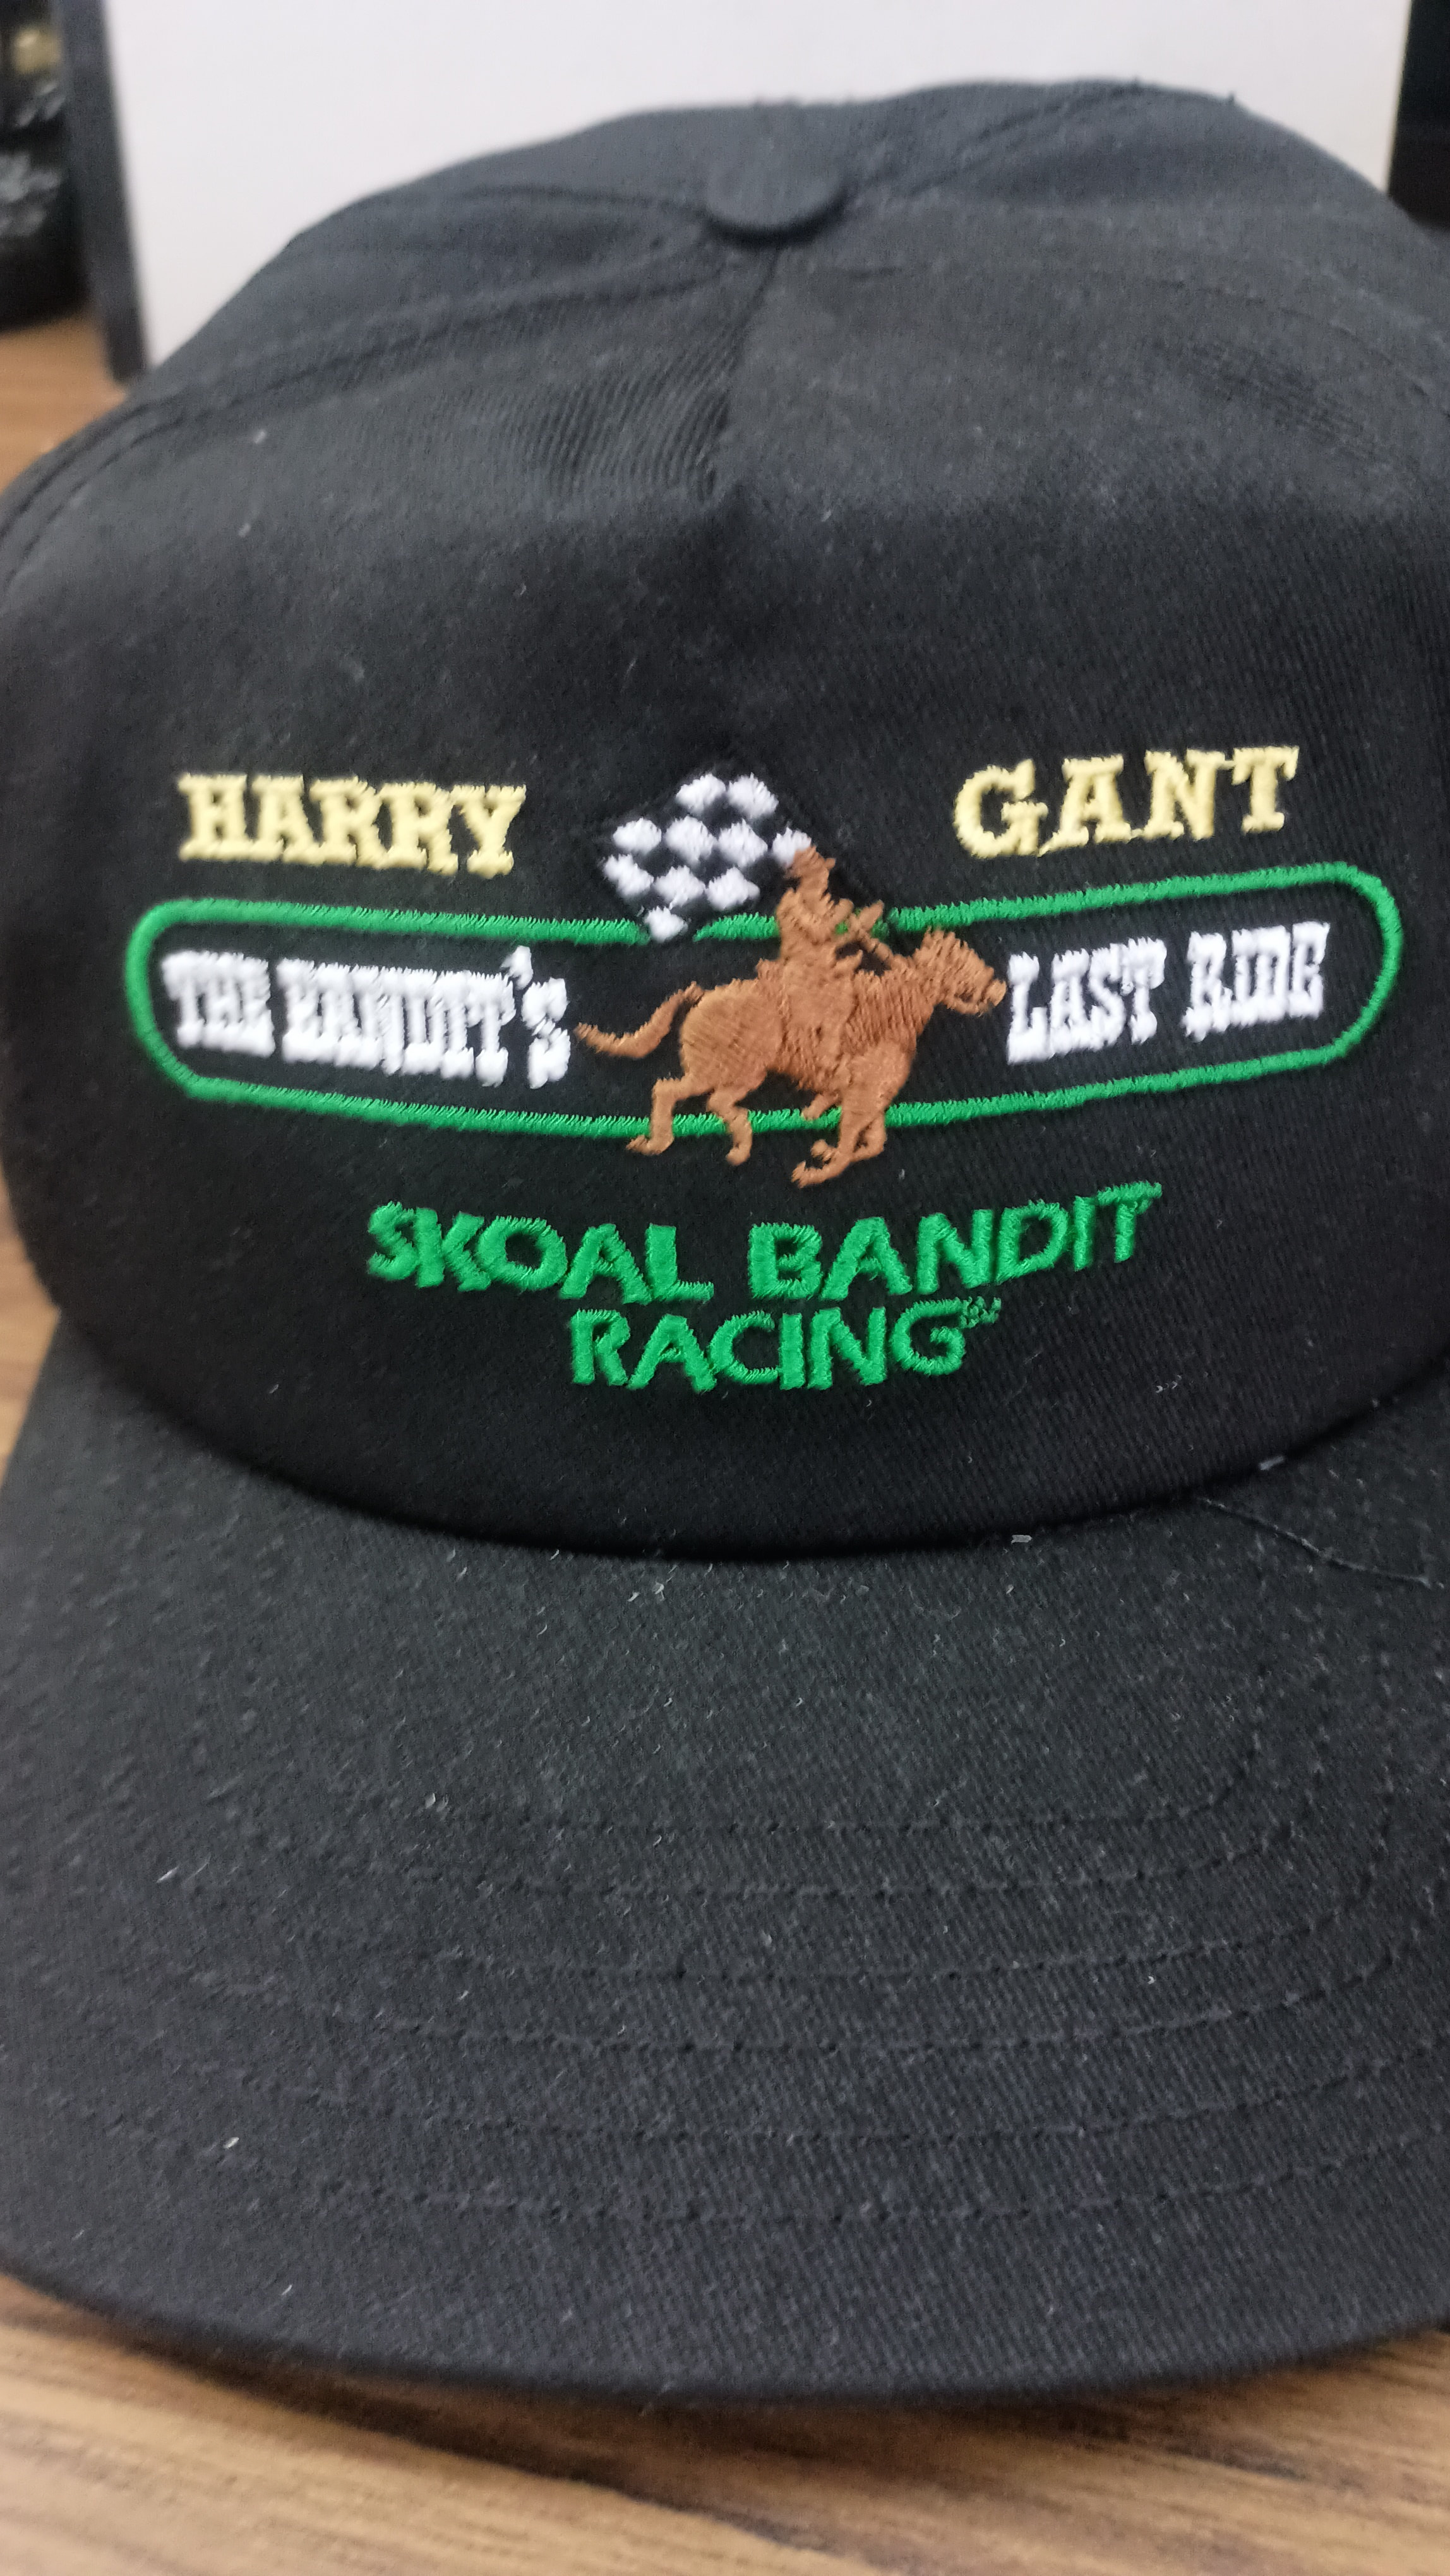 HARRY GANT
THE BANDIT'S LAST RIDE
SKOAL BANDIT
RACING